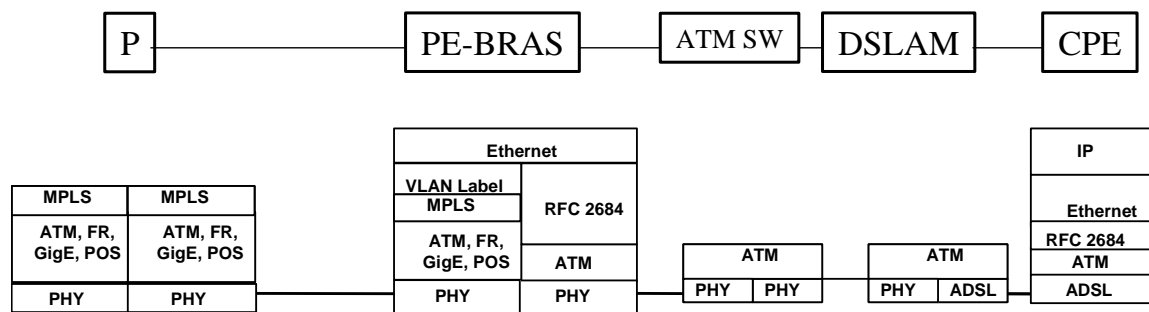 P PE-BRAS ATM SW DSLAM CPE
Ethernet
IP
VLAN Label
MPLS MPLS MPLS RFC 2684 Ethernet
ATM, FR, ATM, FR, ATM, FR, RFC 2684
GigE, POS GigE, POS GigE, POS ATM ATM ATM ATM
PHY PHY PHY PHY PHY PHY PHY ADSL ADSL